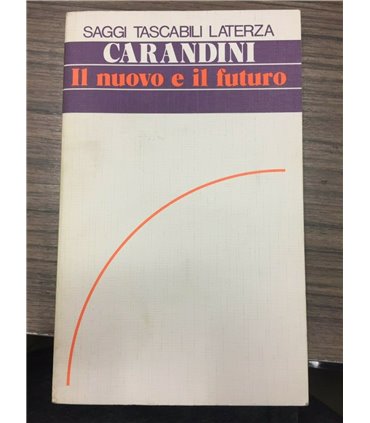 SAGGI TASCABILI LATERZA
CARANDINI
Il nuovo e il futuro